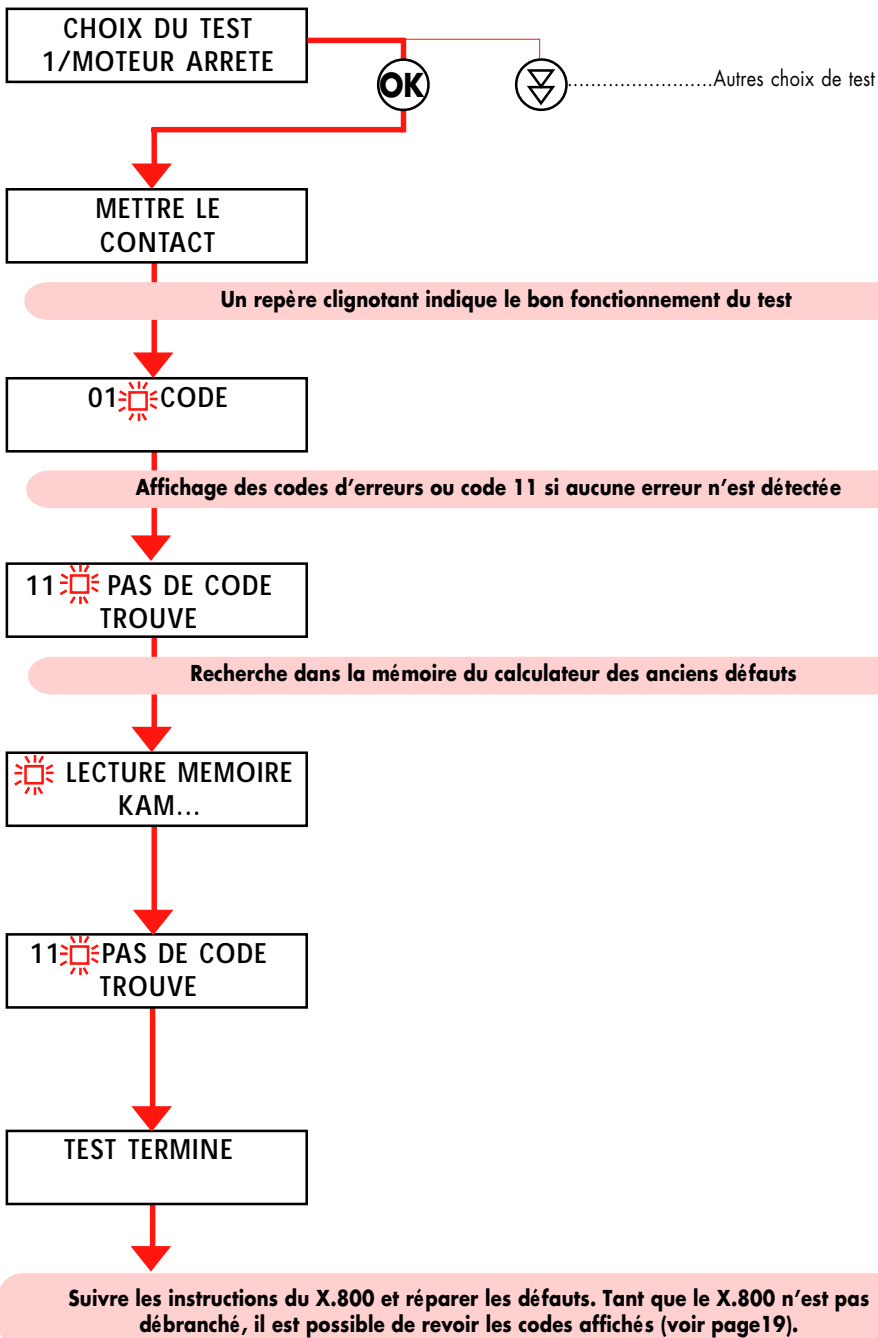 CHOIX DU TEST
1/MOTEUR ARRETE
OK
........................Autres choix de test
METTRE LE
CONTACT
Un repère clignotant indique le bon fonctionnement du test
01 CODE
Affichage des codes d’erreurs ou code 11 si aucune erreur n’est détectée
11 PAS DE CODE
TROUVE
Recherche dans la mémoire du calculateur des anciens défauts
LECTURE MEMOIRE
KAM...
11 PAS DE CODE
TROUVE
TEST TERMINE
Suivre les instructions du X.800 et réparer les défauts. Tant que le X.800 n’est pas
débranché, il est possible de revoir les codes affichés (voir page19).